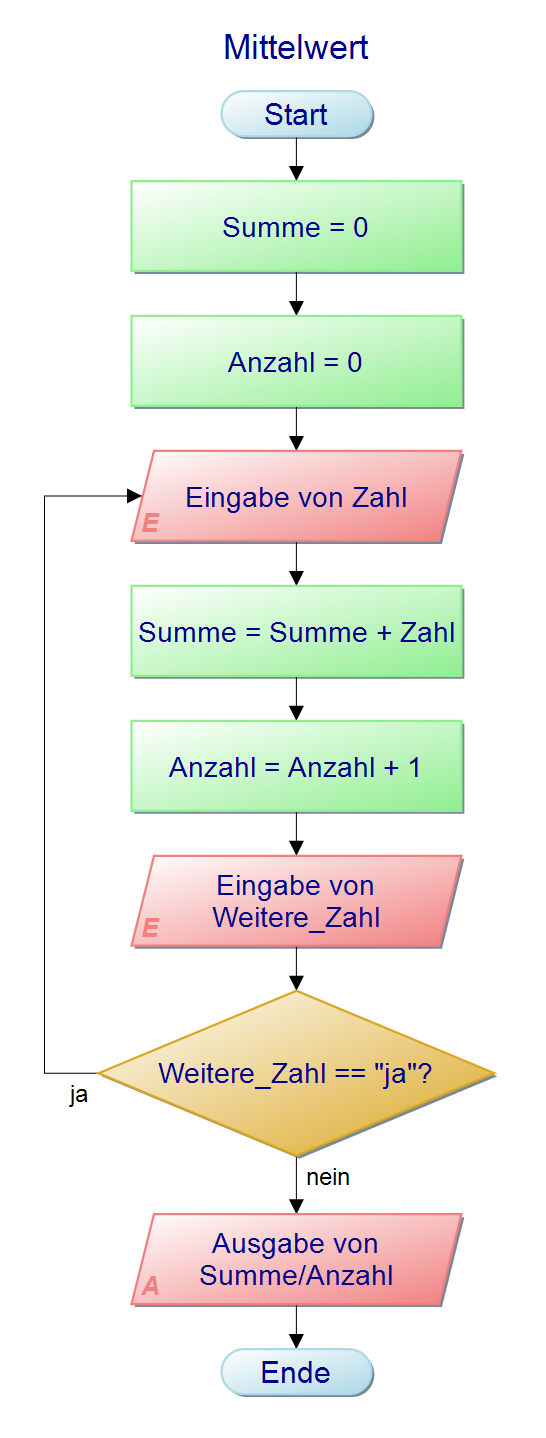 Mittelwert
Start
Summe = 0
Anzahl = 0
Eingabe von Zahl
E
Summe = Summe + Zahl
Anzahl = Anzahl + 1
Eingabe von
Weitere_Zahl
E
Weitere_Zahl == "ja"?
ja
nein
Ausgabe von
Summe/Anzahl
A
Ende